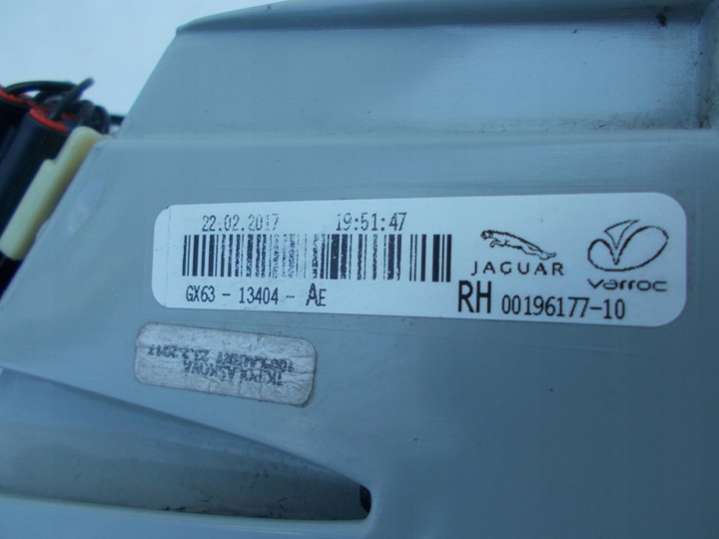 22.02.2017 19:51:47
GX63 - 13404 - AE
JAGUAR
varroc
RH 00196177-10